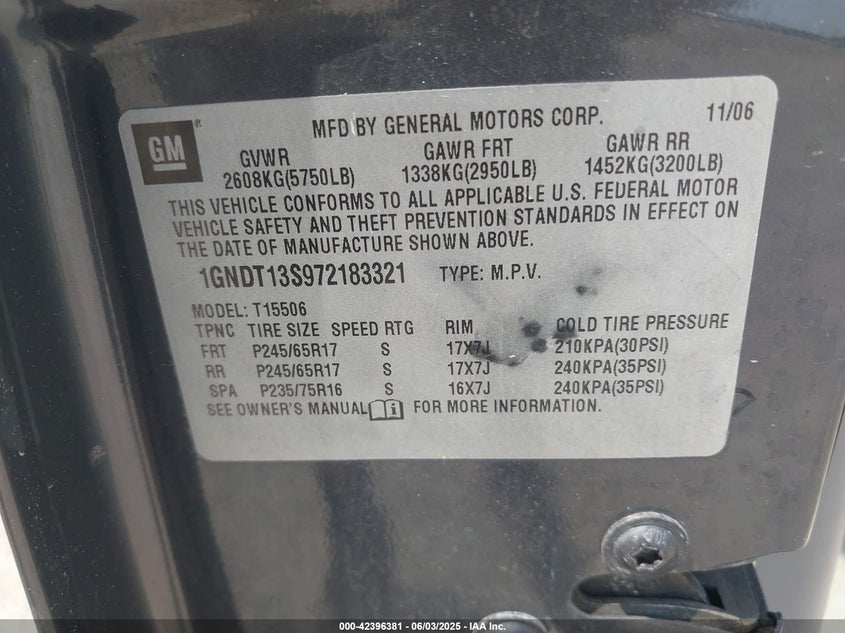 GM®
MFD BY GENERAL MOTORS CORP. 11/06
GVWR GAWR FRT GAWR RR
2608KG(5750LB) 1338KG(2950LB) 1452KG(3200LB)
THIS VEHICLE CONFORMS TO ALL APPLICABLE U.S. FEDERAL MOTOR
VEHICLE SAFETY AND THEFT PREVENTION STANDARDS IN EFFECT ON
THE DATE OF MANUFACTURE SHOWN ABOVE.
1GNDT13S972183321 TYPE: M.P.V.
MODEL: T15506
TPNC TIRE SIZE SPEED RTG RIM COLD TIRE PRESSURE
FRT P245/65R17 S 17X7J 210KPA(30PSI)
RR P245/65R17 S 17X7J 240KPA(35PSI)
SPA P235/75R16 S 16X7J 240KPA(35PSI)
SEE OWNER'S MANUAL i FOR MORE INFORMATION.
000-42396381 - 06/03/2025 - IAA Inc.